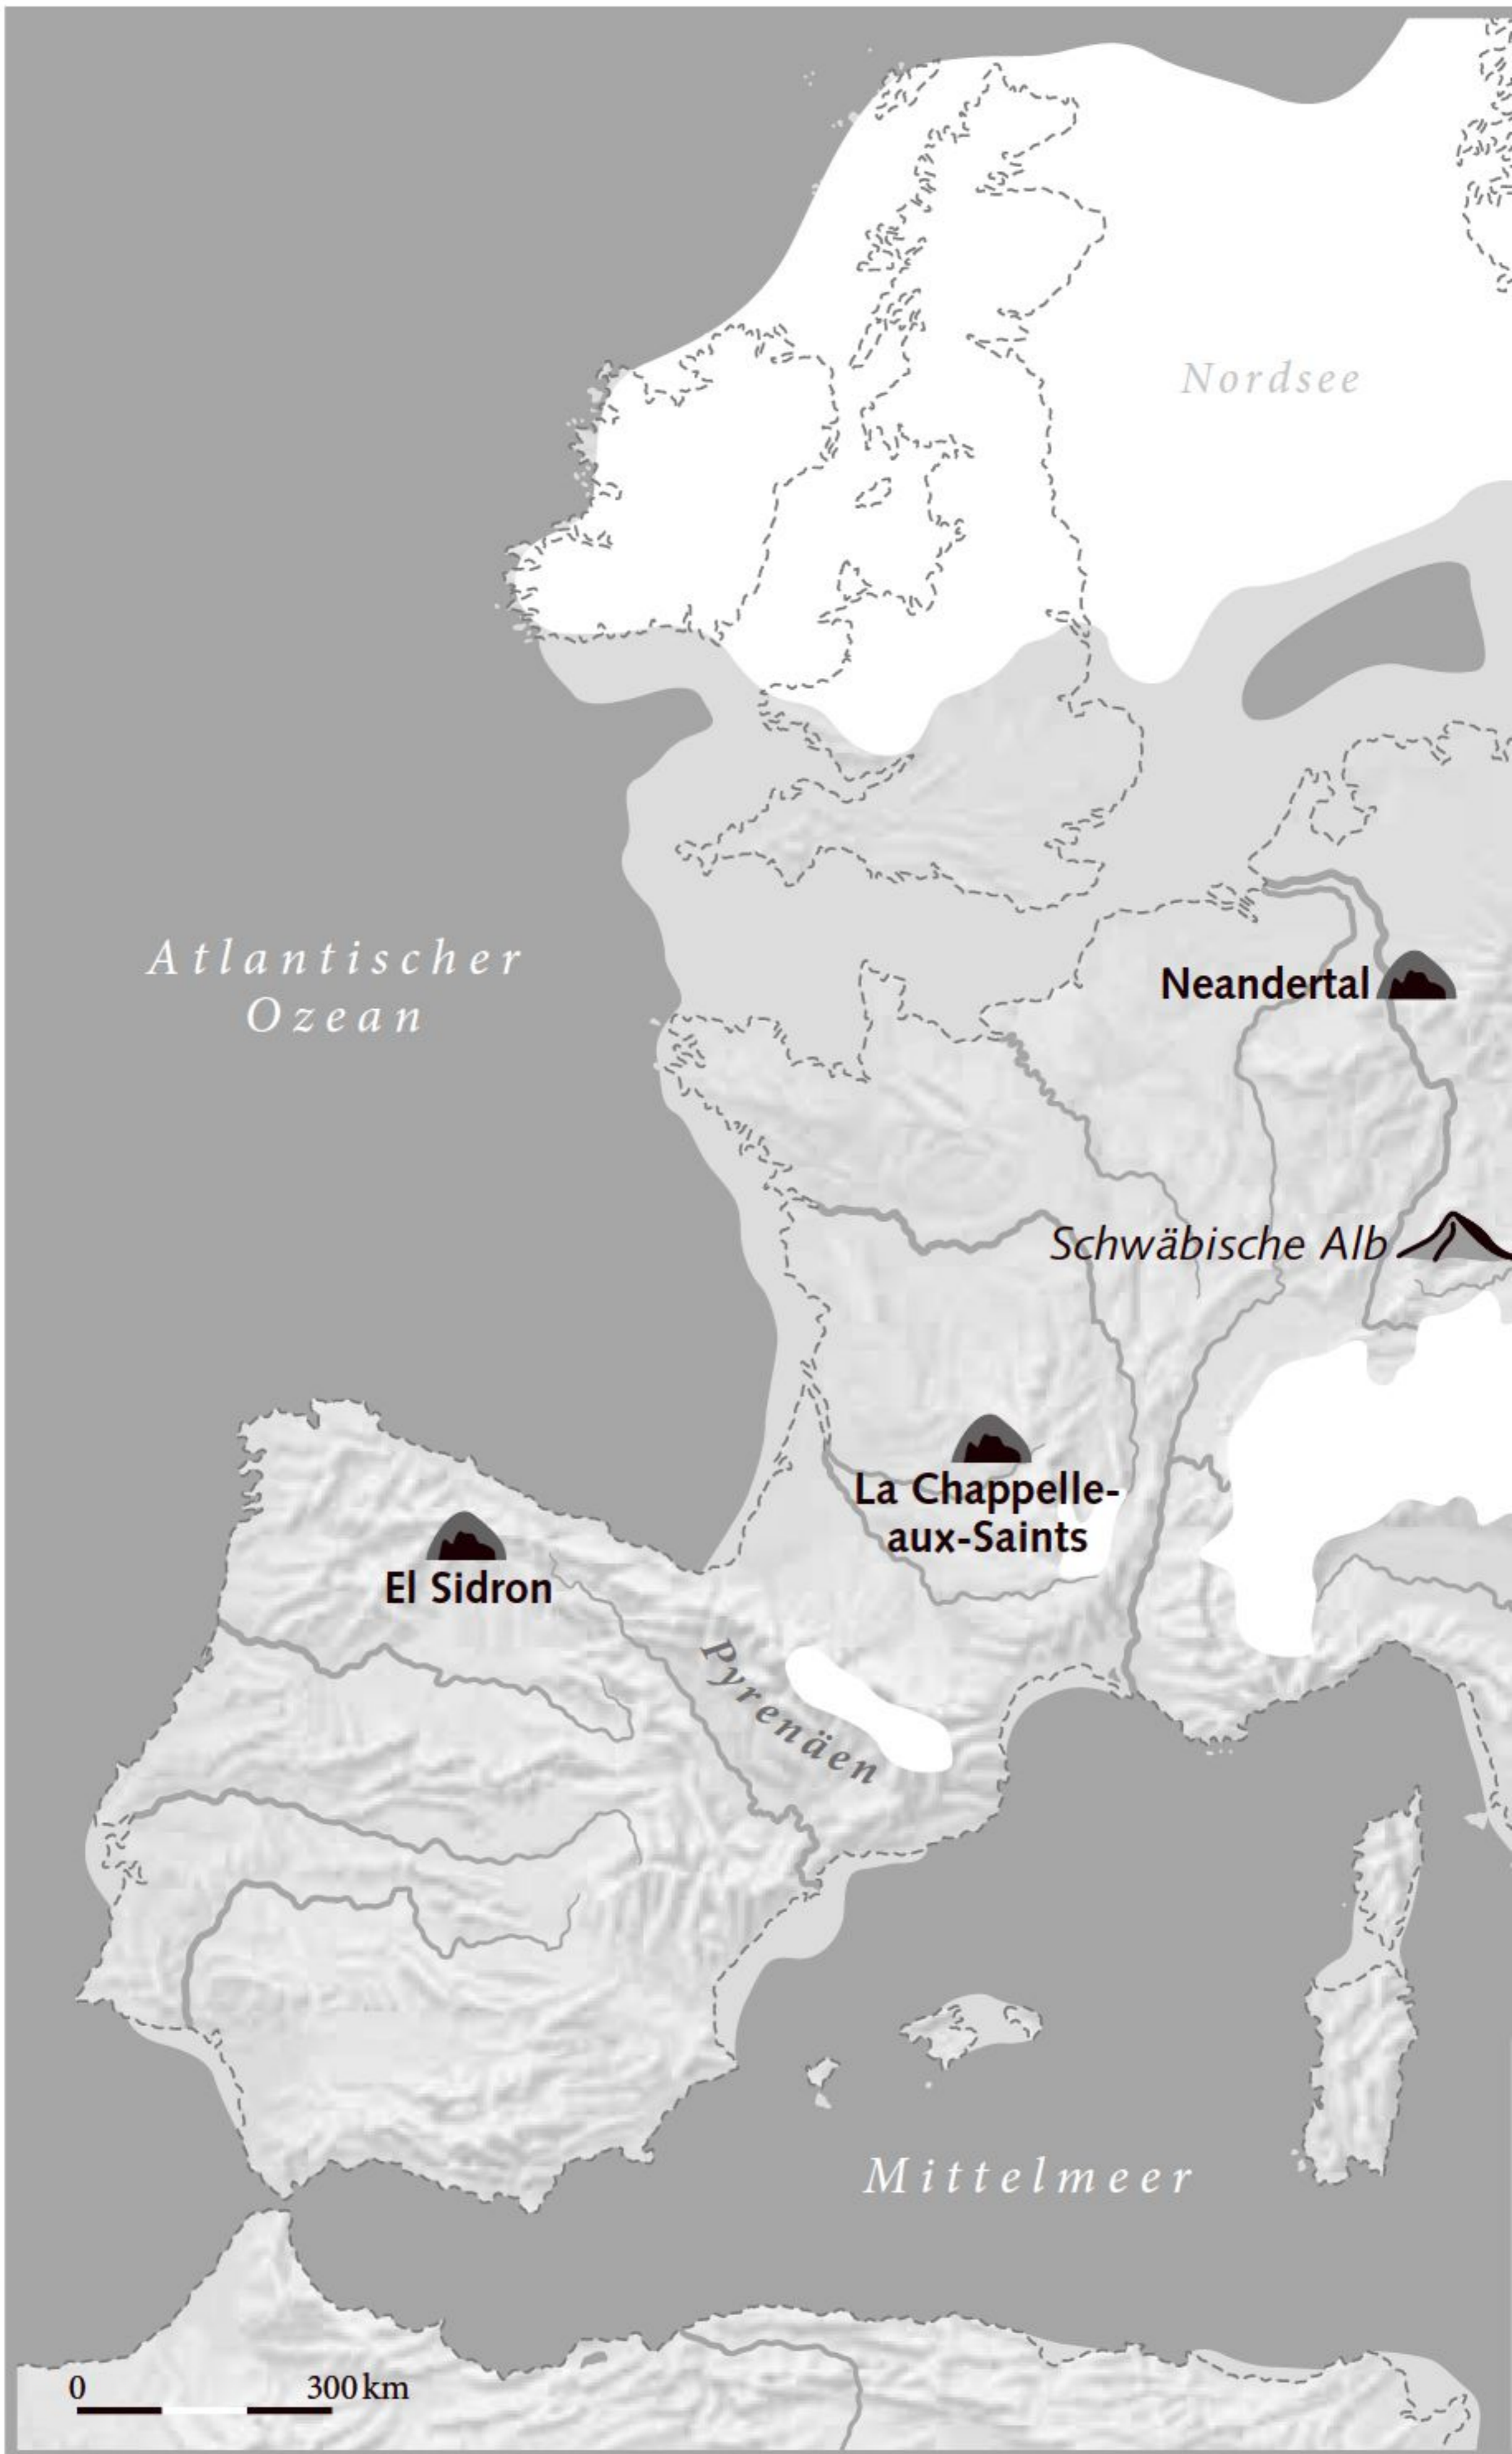 Nordsee
Atlantischer
Ozean
Neandertal
Schwäbische Alb
La Chappelle-
aux-Saints
El Sidron
Pyrenäen
Mittelmeer
0 300 km